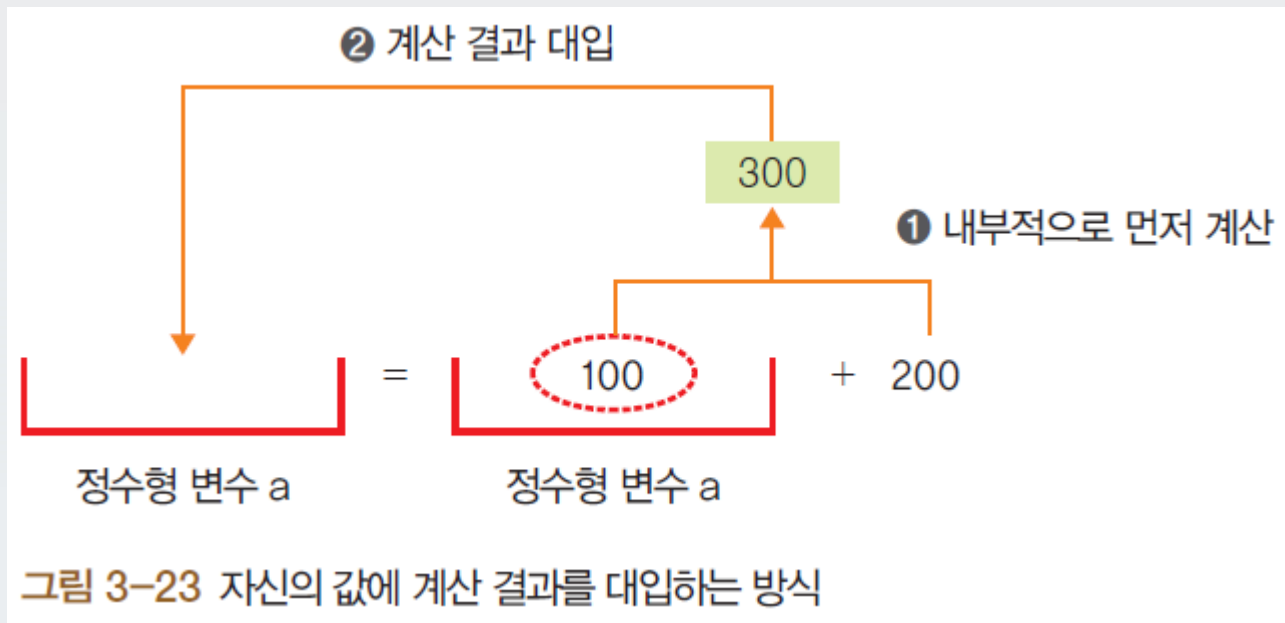 ❷ 계산 결과 대입
300
❶ 내부적으로 먼저 계산
= 100 + 200
정수형 변수 a 정수형 변수 a
그림 3-23 자신의 값에 계산 결과를 대입하는 방식